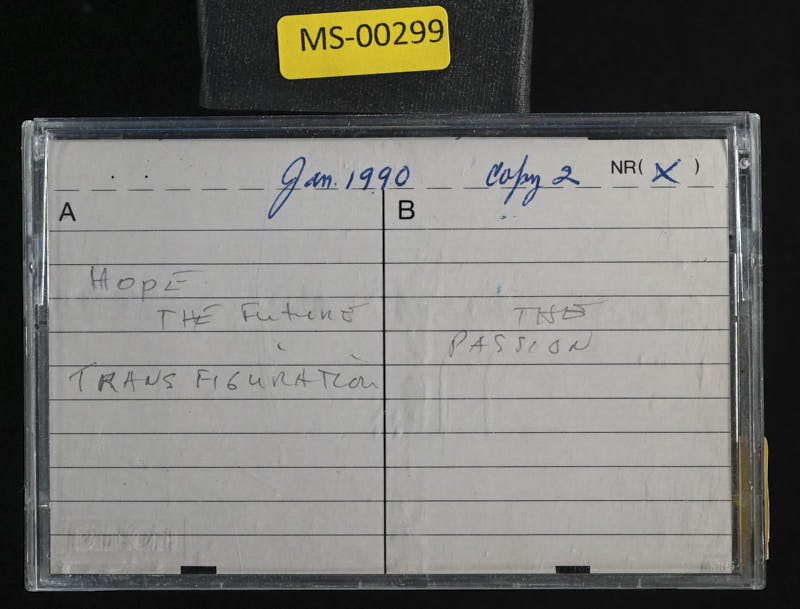 MS-00299
Jan. 1990 Copy 2 NR( X )
A B
HOPE
THE FUTURE
TRANSFIGURATION
THE
PASSION